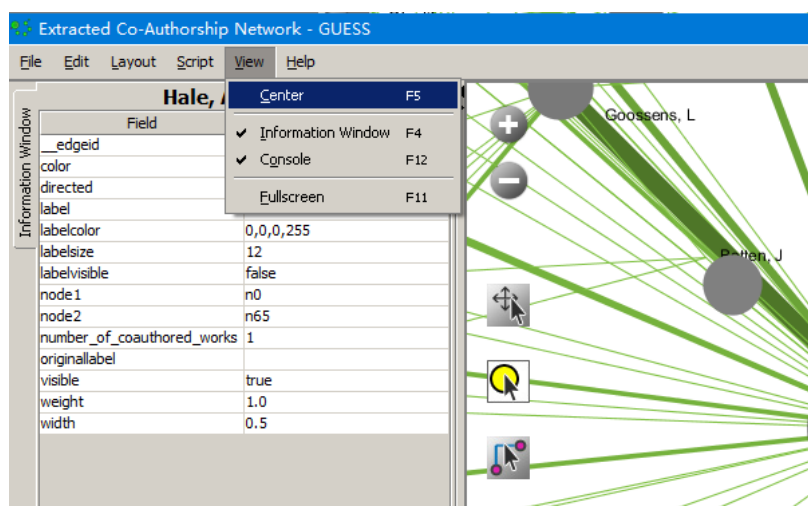 Extracted Co-Authorship Network - GUESS
File Edit Layout Script View Help
Information Window
Hale,
Field
__edgeid
color
directed
label
labelcolor 0,0,0,255
labelsize 12
labelvisible false
node1 n0
node2 n65
number_of_coauthored_works 1
originallabel
visible true
weight 1.0
width 0.5
Center F5
Information Window F4
Console F12
Fullscreen F11
Goossens, L
Patten, J